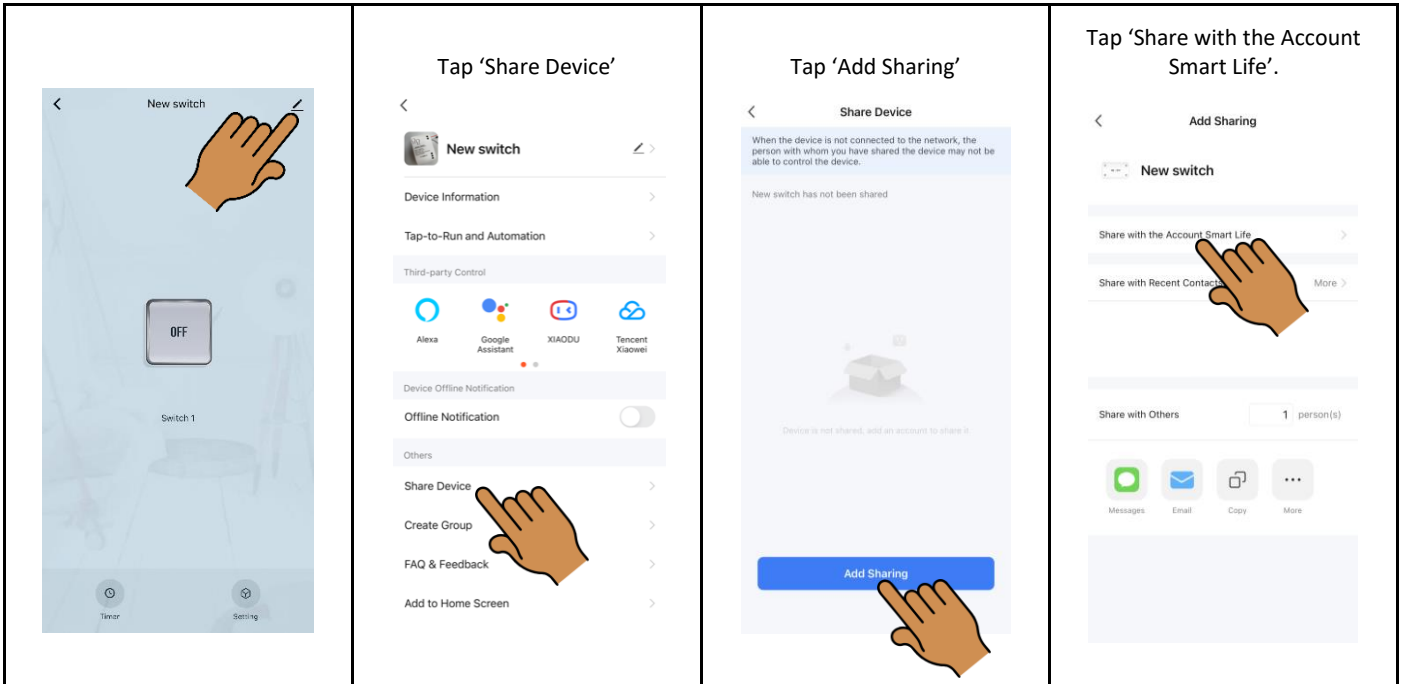 New switch
OFF
Switch 1
Timer
Setting
Tap ‘Share Device’
New switch
Device Information
Tap-to-Run and Automation
Third-party Control
Alexa
Google
Assistant
XIAODU
Tencent
Xiaowei
Device Offline Notification
Offline Notification
Others
Share Device
Create Group
FAQ & Feedback
Add to Home Screen
Tap ‘Add Sharing’
Share Device
When the device is not connected to the network, the
person with whom you have shared the device may not be
able to control the device.
New switch has not been shared
Device is not shared, add an account to share it.
Add Sharing
Tap ‘Share with the Account
Smart Life’.
Add Sharing
New switch
Share with the Account Smart Life
Share with Recent Contacts
More
Share with Others
1 person(s)
Messages
Email
Copy
More